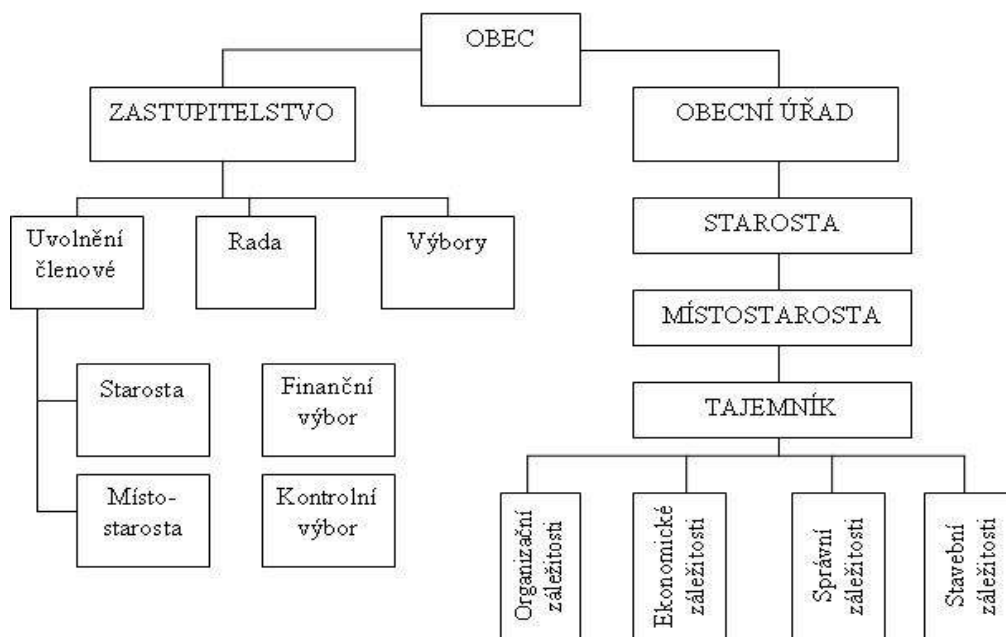 OBEC
ZASTUPITELSTVO
OBECNÍ ÚŘAD
Uvolnění
členové
Rada
Výbory
STAROSTA
MÍSTOSTAROSTA
Starosta
Finanční
výbor
TAJEMNÍK
Místo-
starosta
Kontrolní
výbor
Organizační
záležitosti
Ekonomické
záležitosti
Správní
záležitosti
Stavební
záležitosti